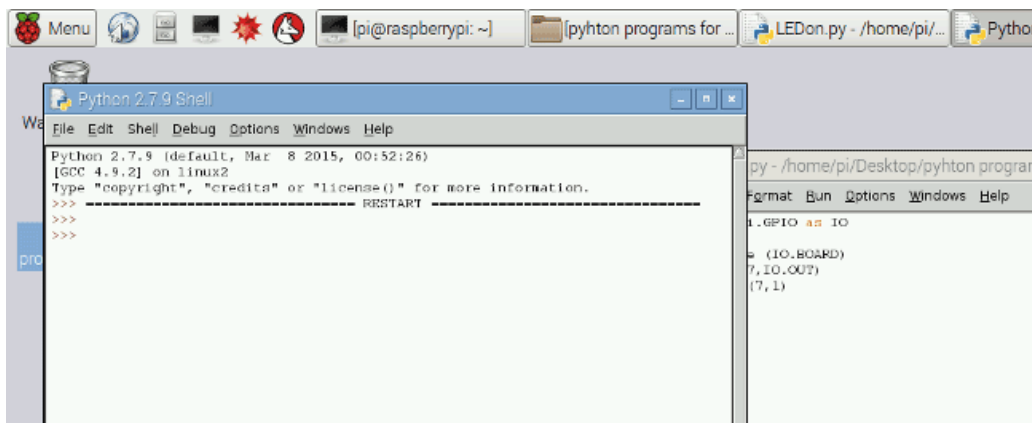 Menu [pi@raspberrypi: ~] [pyhton programs for ... LEDon.py - /home/pi/... Pytho
Wa
Python 2.7.9 Shell
File Edit Shell Debug Options Windows Help
Python 2.7.9 (default, Mar 8 2015, 00:52:26)
[GCC 4.9.2] on linux2
Type "copyright", "credits" or "license()" for more information.
>>> ================================ RESTART ================================
>>>
>>>
pro
.py - /home/pi/Desktop/pyhton progra
Format Run Options Windows Help
i.GPIO as IO
e (IO.BOARD)
7,IO.OUT)
(7,1)